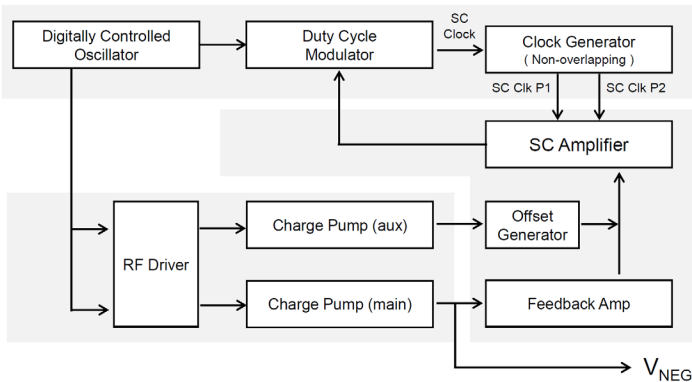 Digitally Controlled
Oscillator
Duty Cycle
Modulator
SC
Clock
Clock Generator
( Non-overlapping )
SC Clk P1
SC Clk P2
SC Amplifier
RF Driver
Charge Pump (aux)
Offset
Generator
Charge Pump (main)
Feedback Amp
VNEG